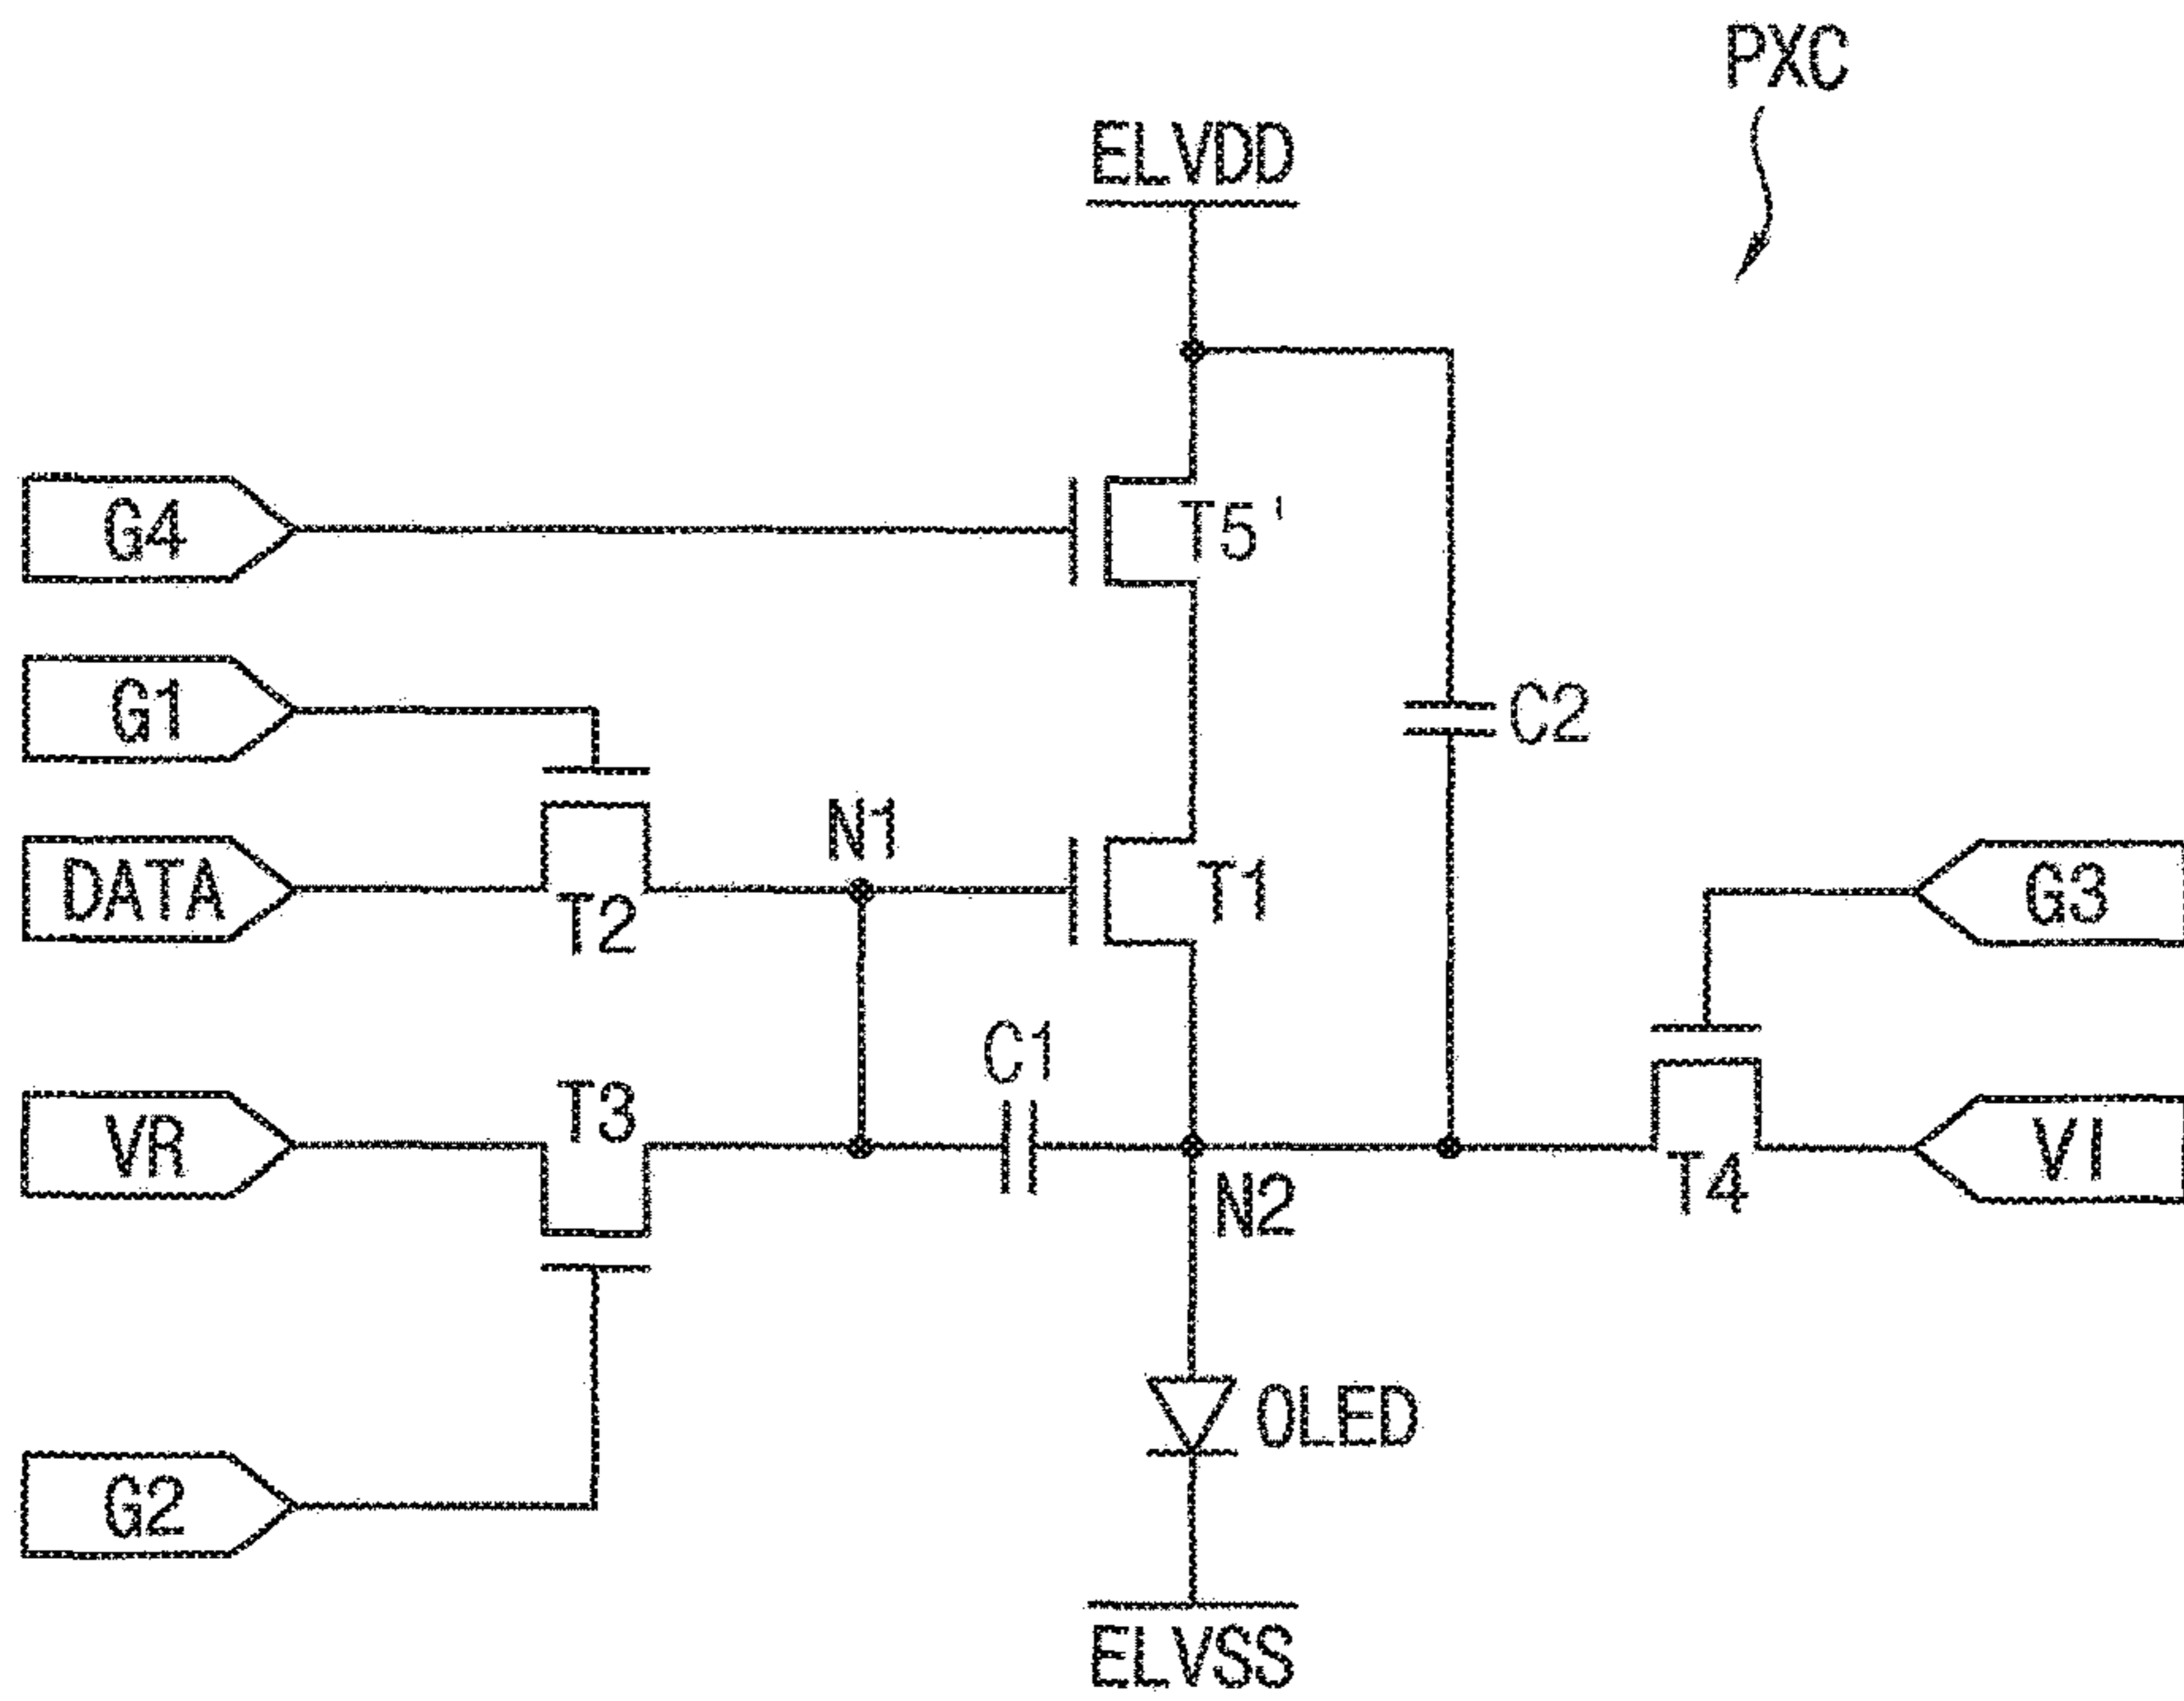 PXC
ELVDD
G4
T5'
G1
C2
N1
DATA
T2
T1
G3
C1
T3
VR
N2
T4
VI
OLED
G2
ELVSS